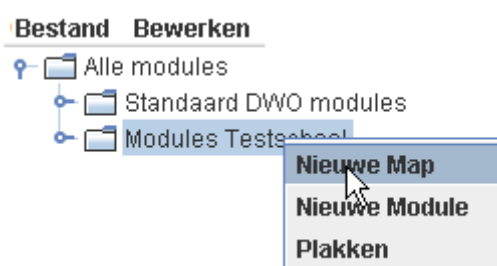 Bestand Bewerken
Alle modules
Standaard DWO modules
Modules Testschool
Nieuwe Map
Nieuwe Module
Plakken